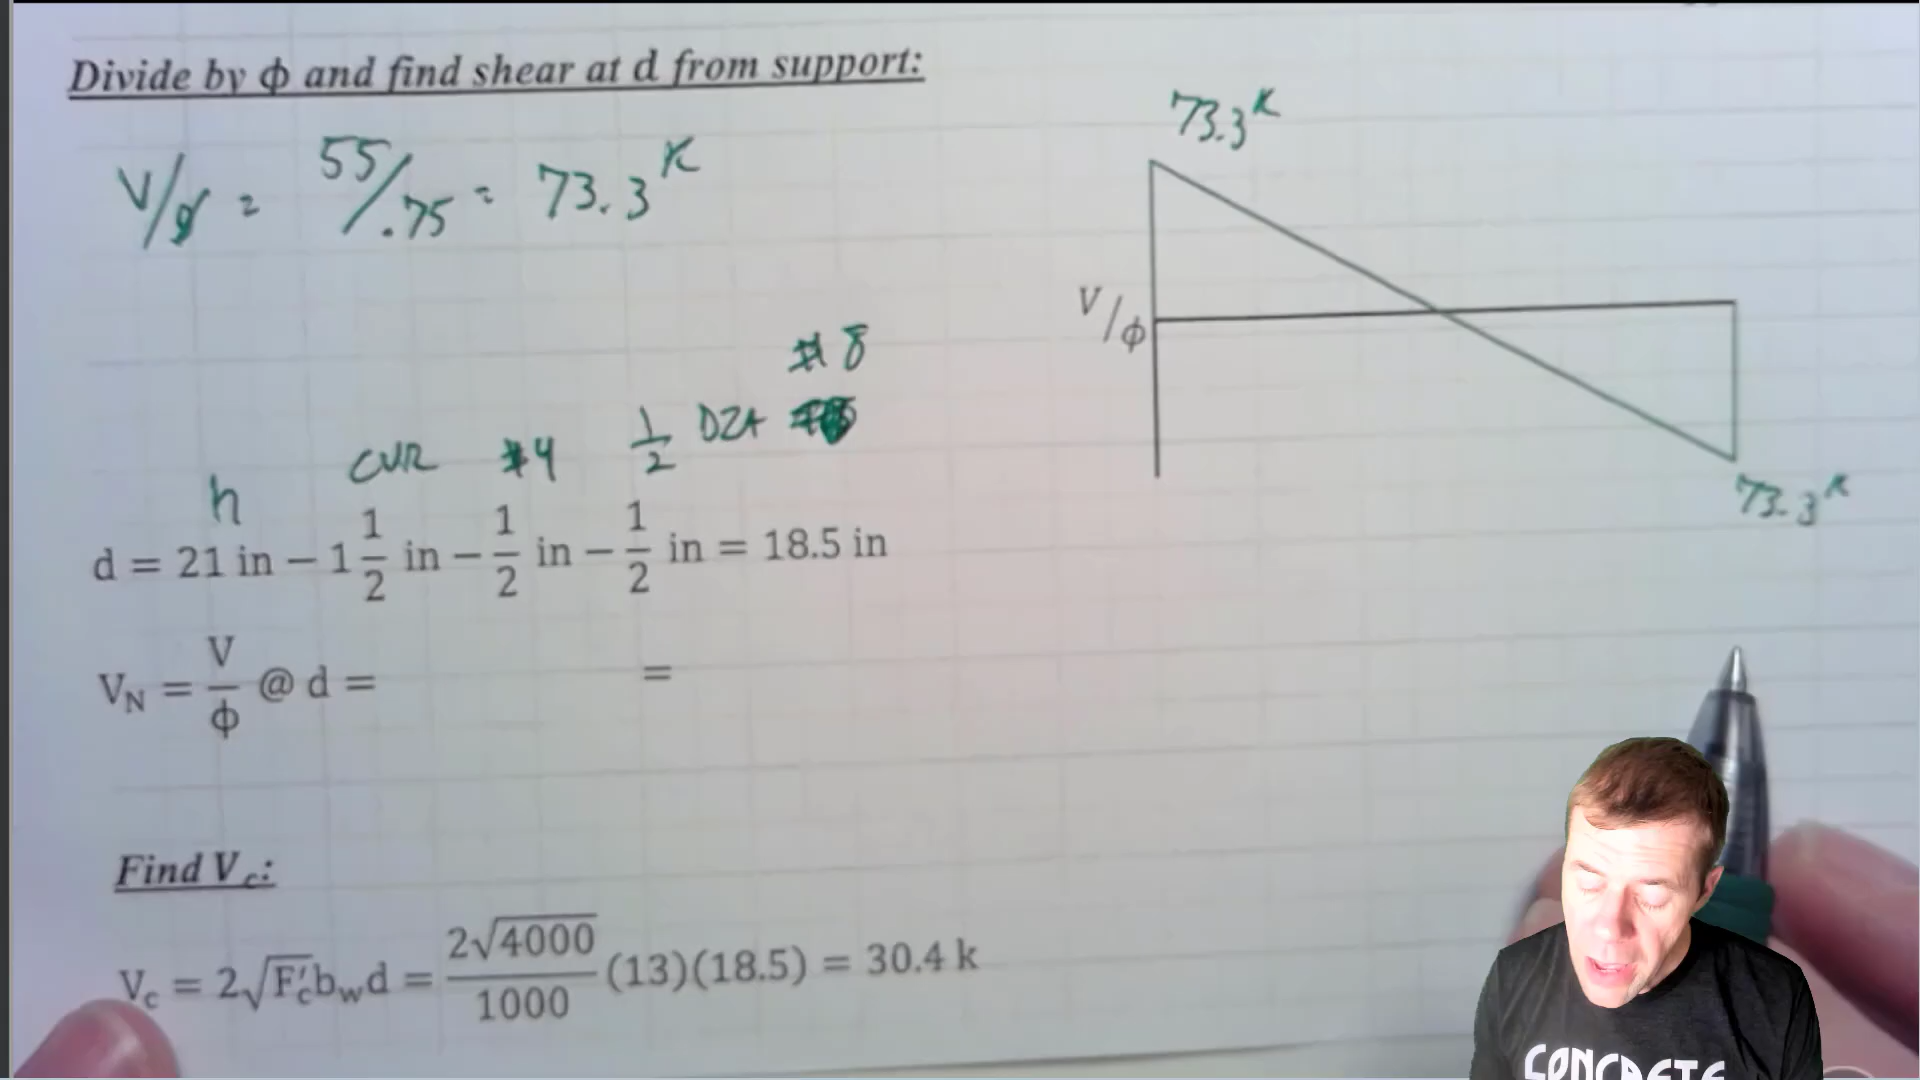 Divide by ϕ and find shear at d from support:
V/ϕ = 55/.75 = 73.3ᴷ
73.3ᴷ
V/ϕ
73.3ᴷ
#8
h CVR #4 1/2 DIA
d = 21 in − 1 1/2 in − 1/2 in − 1/2 in = 18.5 in
V_N = V/ϕ @ d = =
Find V_c:
V_c = 2√F'_c b_w d = 2√4000/1000 (13)(18.5) = 30.4 k
CONCRETE